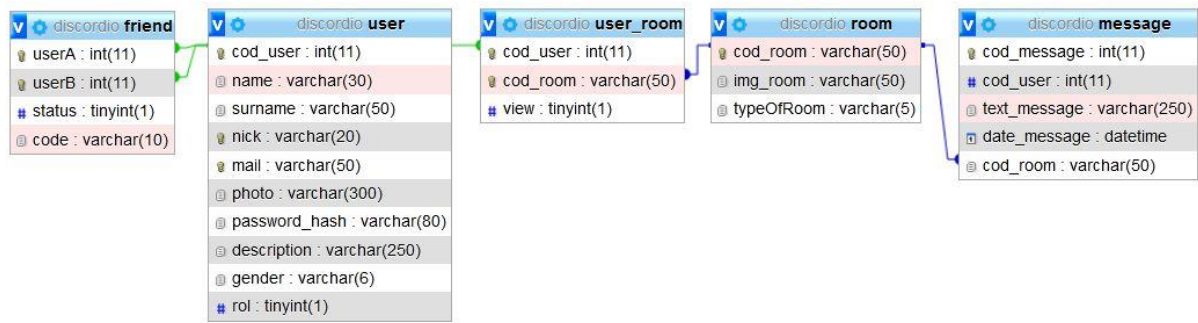 v discordio friend
userA : int(11)
userB : int(11)
# status : tinyint(1)
code : varchar(10)
v discordio user
cod_user : int(11)
name : varchar(30)
surname : varchar(50)
nick : varchar(20)
mail : varchar(50)
photo : varchar(300)
password_hash : varchar(80)
description : varchar(250)
gender : varchar(6)
# rol : tinyint(1)
v discordio user_room
cod_user : int(11)
cod_room : varchar(50)
# view : tinyint(1)
v discordio room
cod_room : varchar(50)
img_room : varchar(50)
typeOfRoom : varchar(5)
v discordio message
cod_message : int(11)
# cod_user : int(11)
text_message : varchar(250)
date_message : datetime
cod_room : varchar(50)